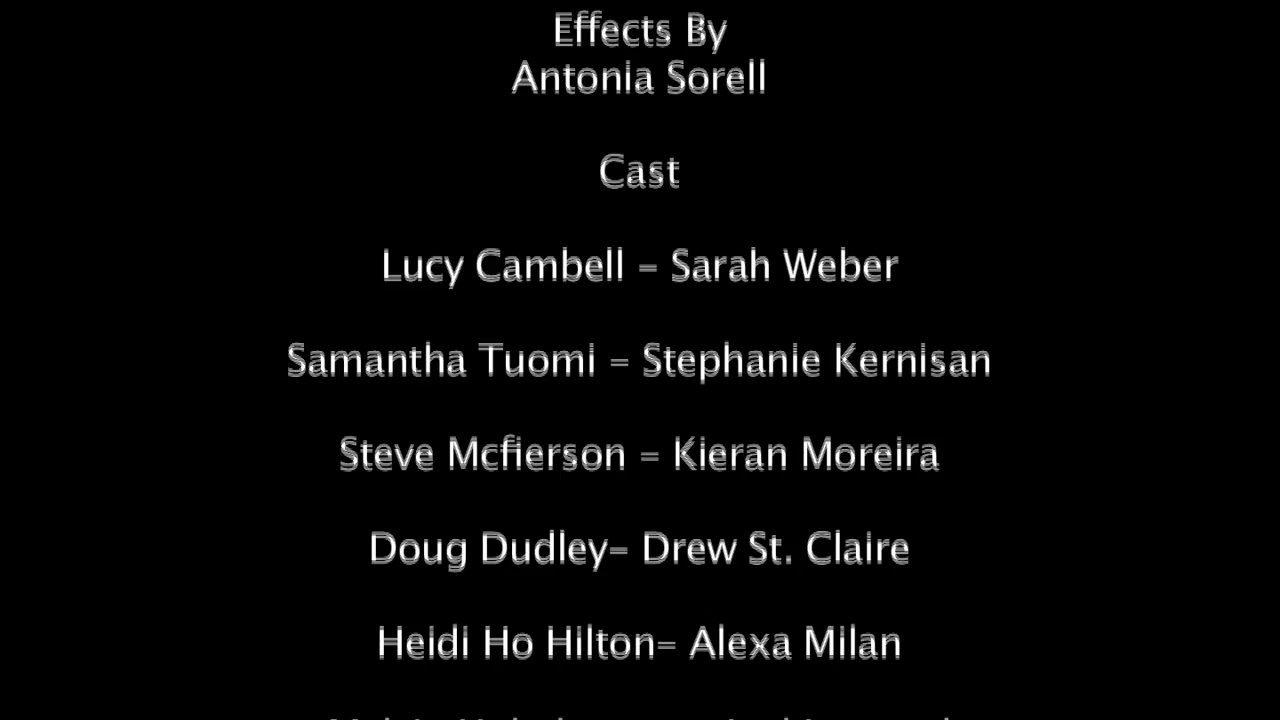 Effects By
Antonia Sorell
Cast
Lucy Cambell - Sarah Weber
Samantha Tuomi - Stephanie Kernisan
Steve Mcfierson - Kieran Moreira
Doug Dudley- Drew St. Claire
Heidi Ho Hilton- Alexa Milan